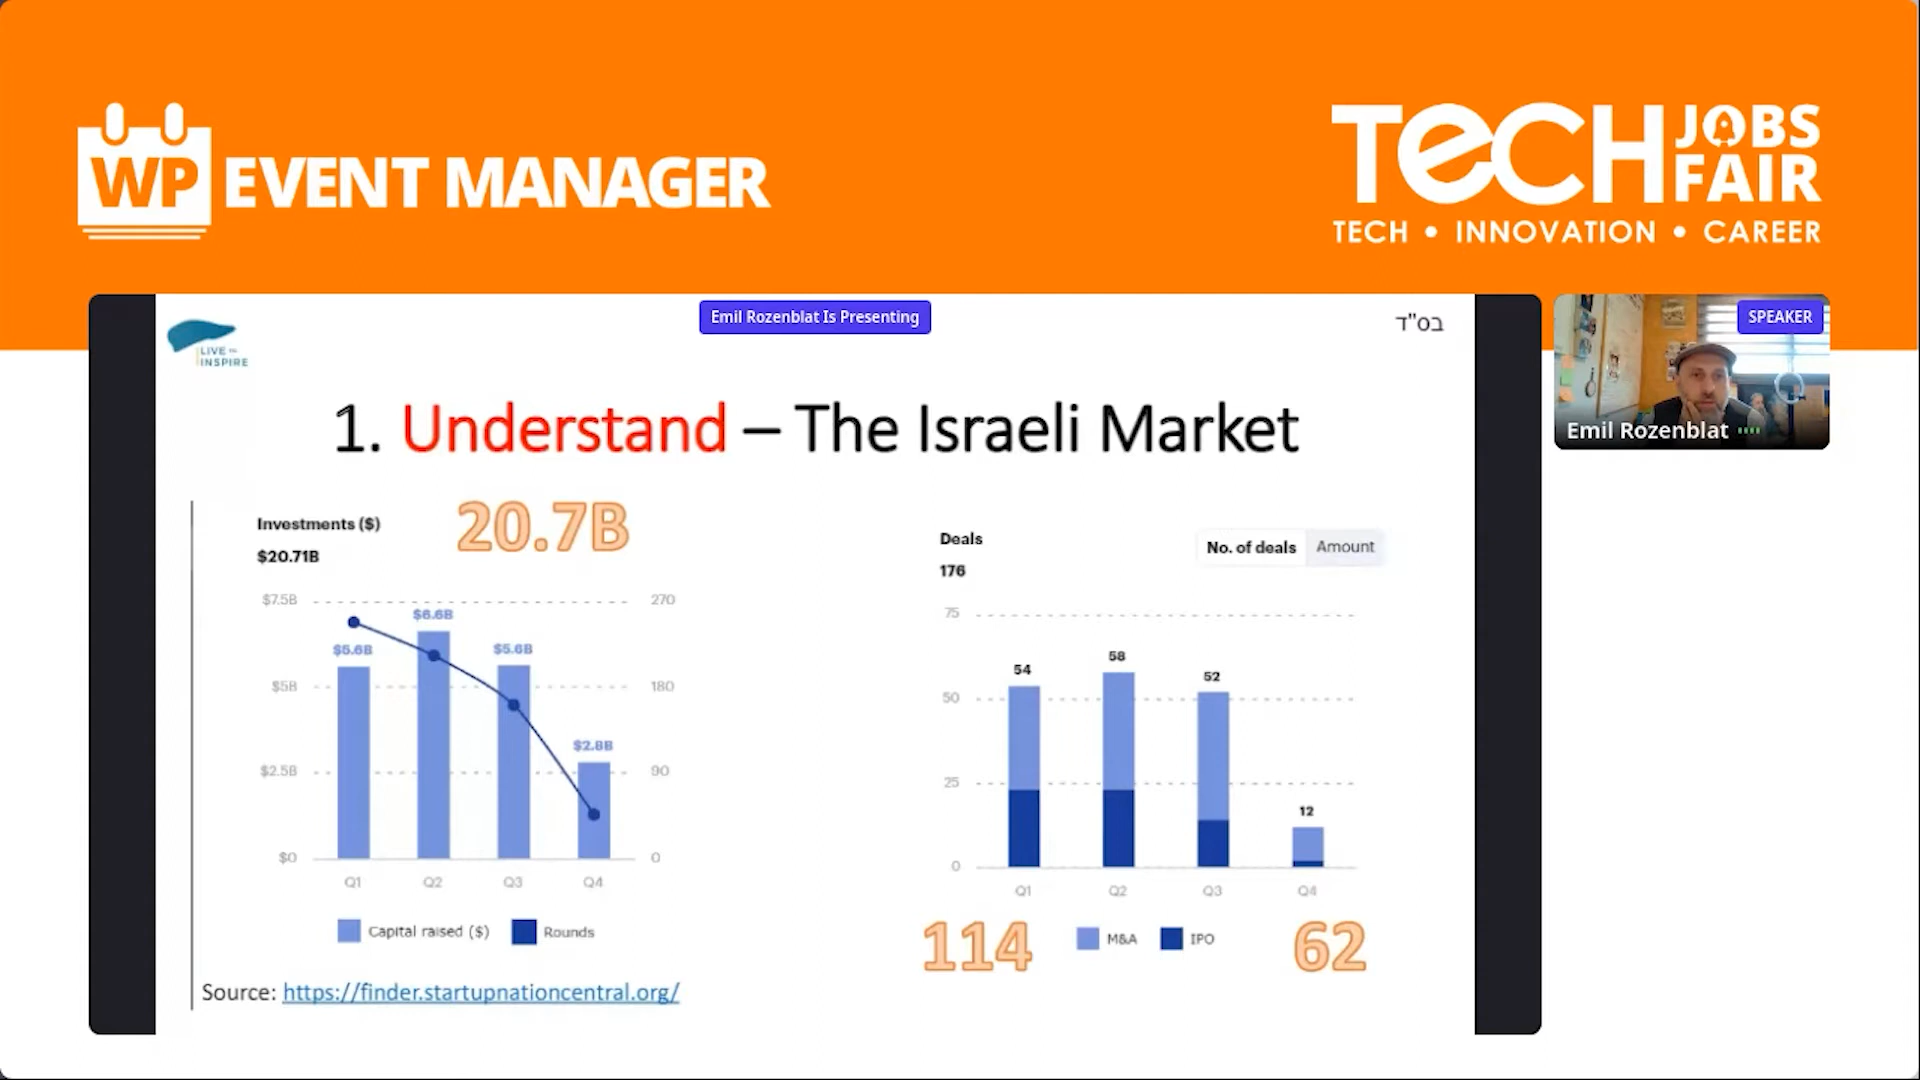 WP EVENT MANAGER
TECH JOBS FAIR
TECH • INNOVATION • CAREER
Emil Rozenblat Is Presenting
SPEAKER
Emil Rozenblat
LIVE TO
INSPIRE
בס"ד
1. Understand – The Israeli Market
Investments ($)
$20.71B
20.7B
$7.5B
$5B
$2.5B
$0
270
180
90
0
$5.6B
$6.6B
$5.6B
$2.8B
Q1 Q2 Q3 Q4
Capital raised ($) Rounds
Source: https://finder.startupnationcentral.org/
Deals
176
No. of deals Amount
75
50
25
0
54
58
52
12
Q1 Q2 Q3 Q4
114 M&A IPO 62